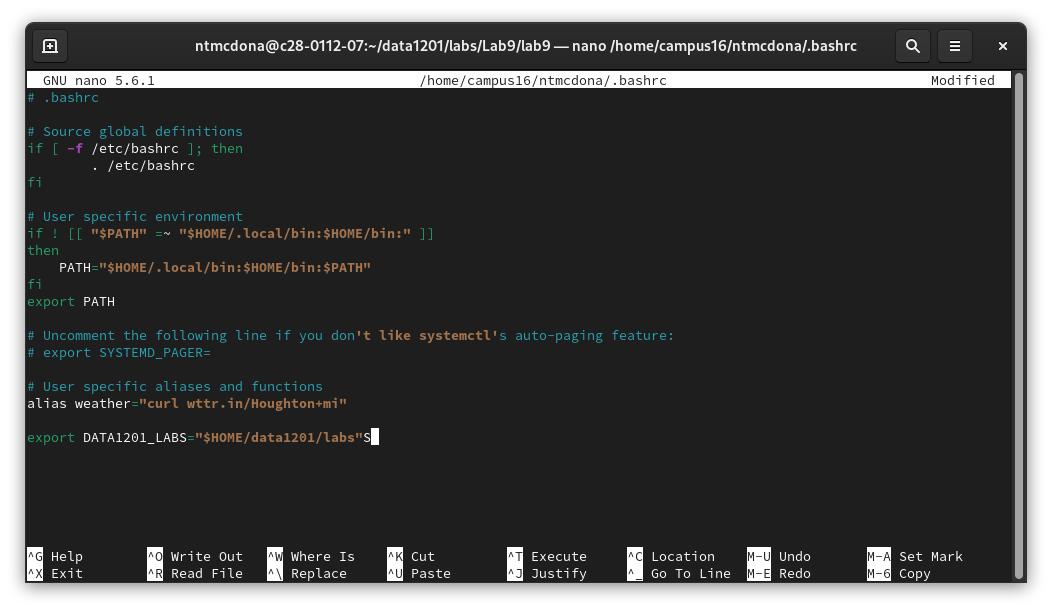 ntmcdona@c28-0112-07:~/data1201/labs/Lab9/lab9 — nano /home/campus16/ntmcdona/.bashrc
GNU nano 5.6.1 /home/campus16/ntmcdona/.bashrc Modified
# .bashrc
# Source global definitions
if [ -f /etc/bashrc ]; then
        . /etc/bashrc
fi
# User specific environment
if ! [[ "$PATH" =~ "$HOME/.local/bin:$HOME/bin:" ]]
then
    PATH="$HOME/.local/bin:$HOME/bin:$PATH"
fi
export PATH
# Uncomment the following line if you don't like systemctl's auto-paging feature:
# export SYSTEMD_PAGER=
# User specific aliases and functions
alias weather="curl wttr.in/Houghton+mi"
export DATA1201_LABS="$HOME/data1201/labs"S
^G Help ^O Write Out ^W Where Is ^K Cut ^T Execute ^C Location M-U Undo M-A Set Mark
^X Exit ^R Read File ^\ Replace ^U Paste ^J Justify ^_ Go To Line M-E Redo M-6 Copy